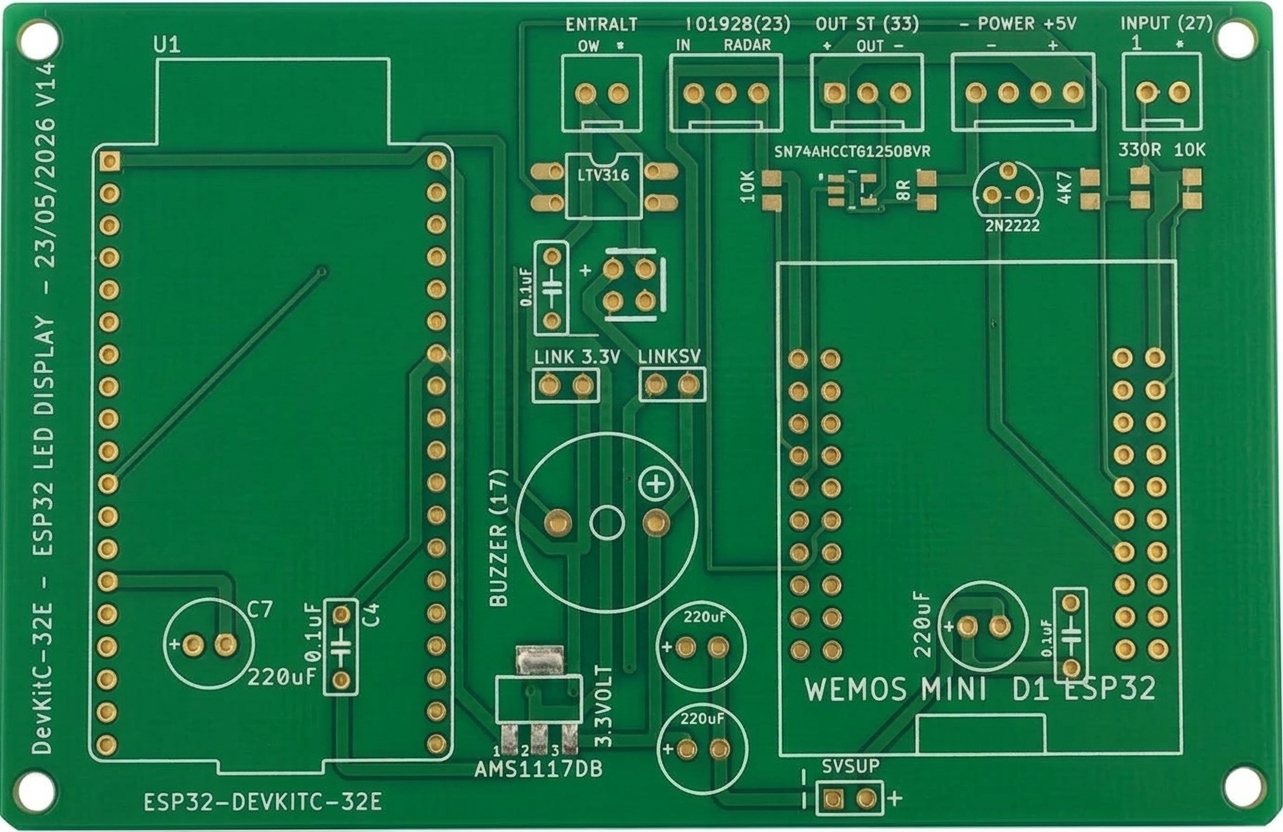 ENTRALT
OW *
I01928(23)
IN RADAR
OUT ST (33)
+ OUT -
- POWER +5V
- +
INPUT (27)
1 *
U1
DevKitC-32E - ESP32 LED DISPLAY - 23/05/2026 V14
LTV316
10K
SN74AHCCTG1250BVR
8R
2N2222
4K7
330R 10K
0.1uF
+
LINK 3.3V
LINKSV
BUZZER (17)
+
C7
+
220uF
0.1uF
C4
220uF
+
220uF
+
3.3VOLT
1 2 3
AMS1117DB
220uF
+
0.1uF
WEMOS MINI D1 ESP32
SVSUP
- +
ESP32-DEVKITC-32E